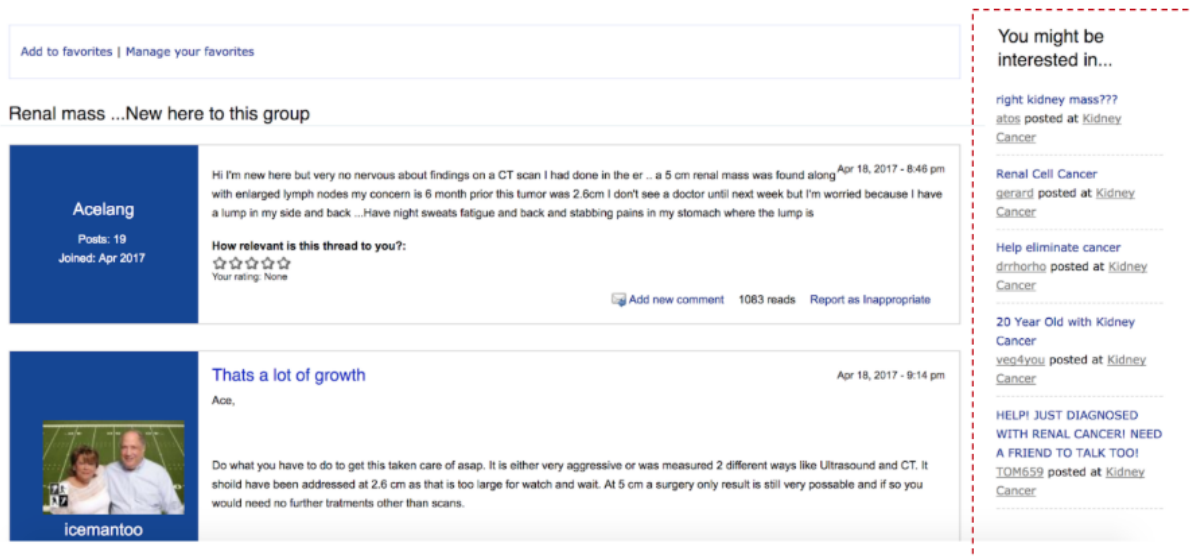 Add to favorites | Manage your favorites
Renal mass ...New here to this group
Acelang
Posts: 19
Joined: Apr 2017
Apr 18, 2017 - 8:46 pm
Hi I'm new here but very no nervous about findings on a CT scan I had done in the er .. a 5 cm renal mass was found along
with enlarged lymph nodes my concern is 6 month prior this tumor was 2.6cm I don't see a doctor until next week but I'm worried because I have
a lump in my side and back ...Have night sweats fatigue and back and stabbing pains in my stomach where the lump is
How relevant is this thread to you?:
Your rating: None
Add new comment 1083 reads Report as Inappropriate
icemantoo
Thats a lot of growth
Apr 18, 2017 - 9:14 pm
Ace,
Do what you have to do to get this taken care of asap. It is either very aggressive or was measured 2 different ways like Ultrasound and CT. It
shoild have been addressed at 2.6 cm as that is too large for watch and wait. At 5 cm a surgery only result is still very possable and if so you
would need no further tratments other than scans.
You might be
interested in...
right kidney mass???
atos posted at Kidney
Cancer
Renal Cell Cancer
gerard posted at Kidney
Cancer
Help eliminate cancer
drrhorho posted at Kidney
Cancer
20 Year Old with Kidney
Cancer
veg4you posted at Kidney
Cancer
HELP! JUST DIAGNOSED
WITH RENAL CANCER! NEED
A FRIEND TO TALK TOO!
TOM659 posted at Kidney
Cancer